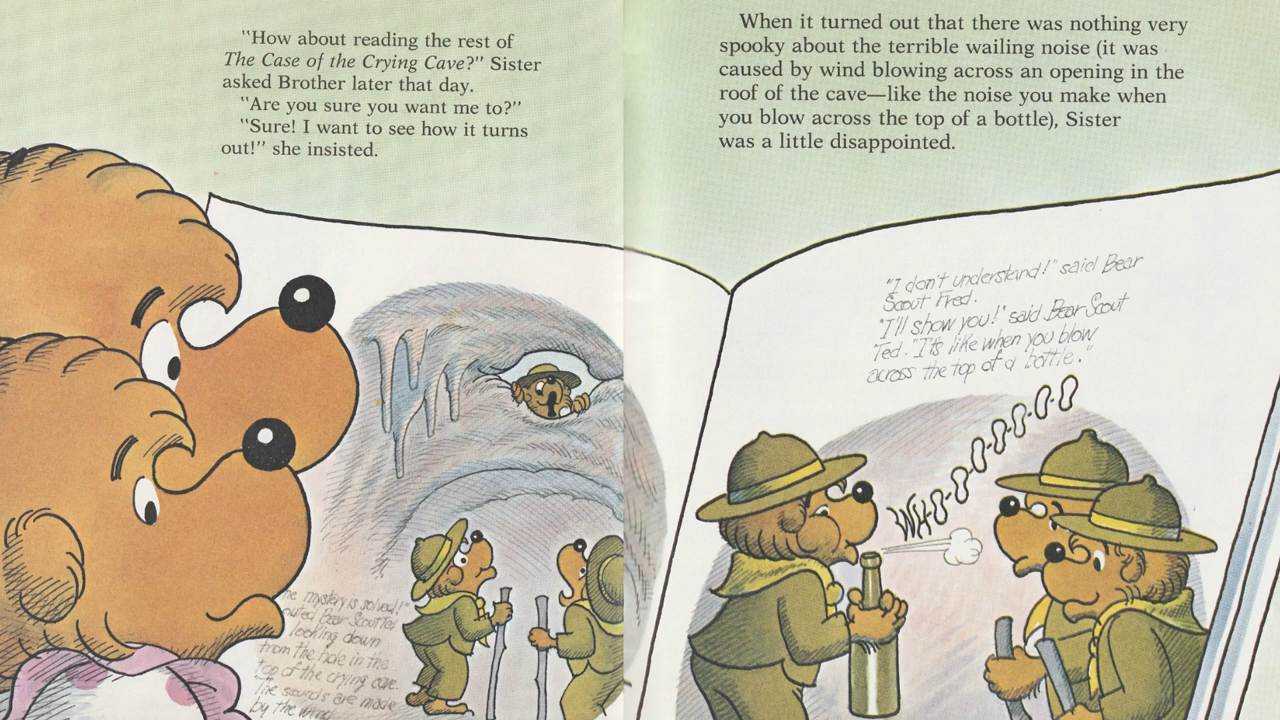 "How about reading the rest of
The Case of the Crying Cave?" Sister
asked Brother later that day.
"Are you sure you want me to?"
"Sure! I want to see how it turns
out!" she insisted.
he mystery is solved!"
Bear Scout
looking down
from the hole in the
top of the crying cave.
"The sounds are made
by the wind
When it turned out that there was nothing very
spooky about the terrible wailing noise (it was
caused by wind blowing across an opening in the
roof of the cave—like the noise you make when
you blow across the top of a bottle), Sister
was a little disappointed.
"I don't understand!" said Bear
Scout Fred.
"I'll show you!" said Bear Scout
Ted. "It's like when you blow
across the top of a bottle."
WHO-O-O-O-O-O-O